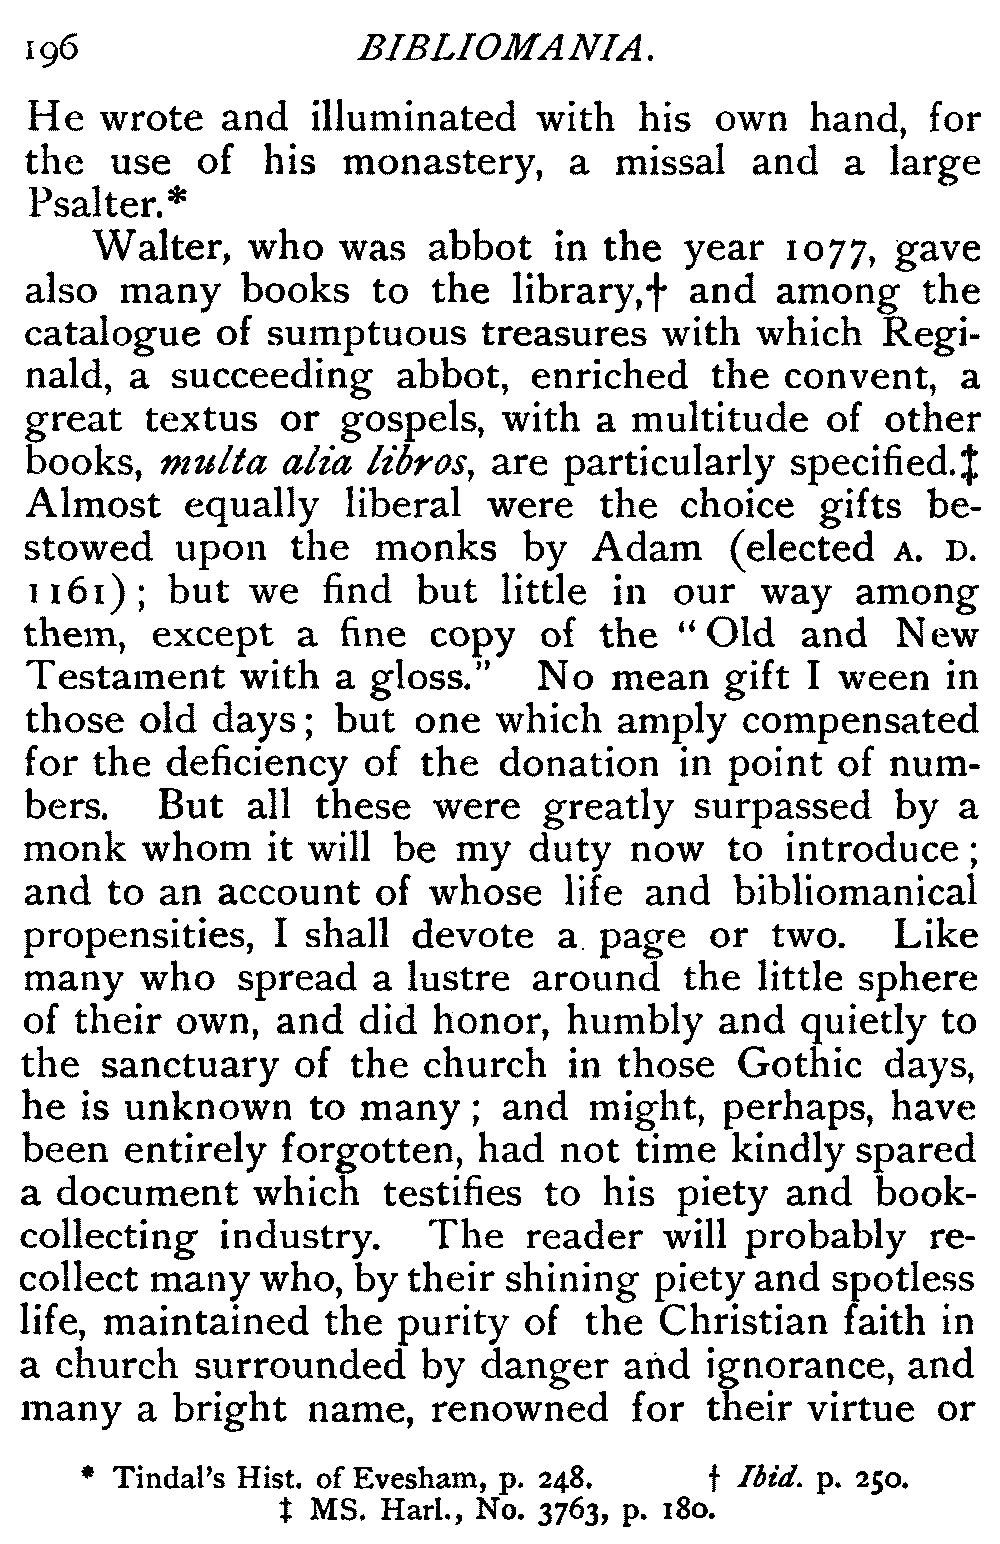 196 BIBLIOMANIA.
He wrote and illuminated with his own hand, for
the use of his monastery, a missal and a large
Psalter.*
Walter, who was abbot in the year 1077, gave
also many books to the library,† and among the
catalogue of sumptuous treasures with which Regi-
nald, a succeeding abbot, enriched the convent, a
great textus or gospels, with a multitude of other
books, multa alia libros, are particularly specified.‡
Almost equally liberal were the choice gifts be-
stowed upon the monks by Adam (elected A. D.
1161); but we find but little in our way among
them, except a fine copy of the “Old and New
Testament with a gloss.” No mean gift I ween in
those old days; but one which amply compensated
for the deficiency of the donation in point of num-
bers. But all these were greatly surpassed by a
monk whom it will be my duty now to introduce;
and to an account of whose life and bibliomanical
propensities, I shall devote a page or two. Like
many who spread a lustre around the little sphere
of their own, and did honor, humbly and quietly to
the sanctuary of the church in those Gothic days,
he is unknown to many; and might, perhaps, have
been entirely forgotten, had not time kindly spared
a document which testifies to his piety and book-
collecting industry. The reader will probably re-
collect many who, by their shining piety and spotless
life, maintained the purity of the Christian faith in
a church surrounded by danger and ignorance, and
many a bright name, renowned for their virtue or
* Tindal's Hist. of Evesham, p. 248. † Ibid. p. 250.
‡ MS. Harl., No. 3763, p. 180.